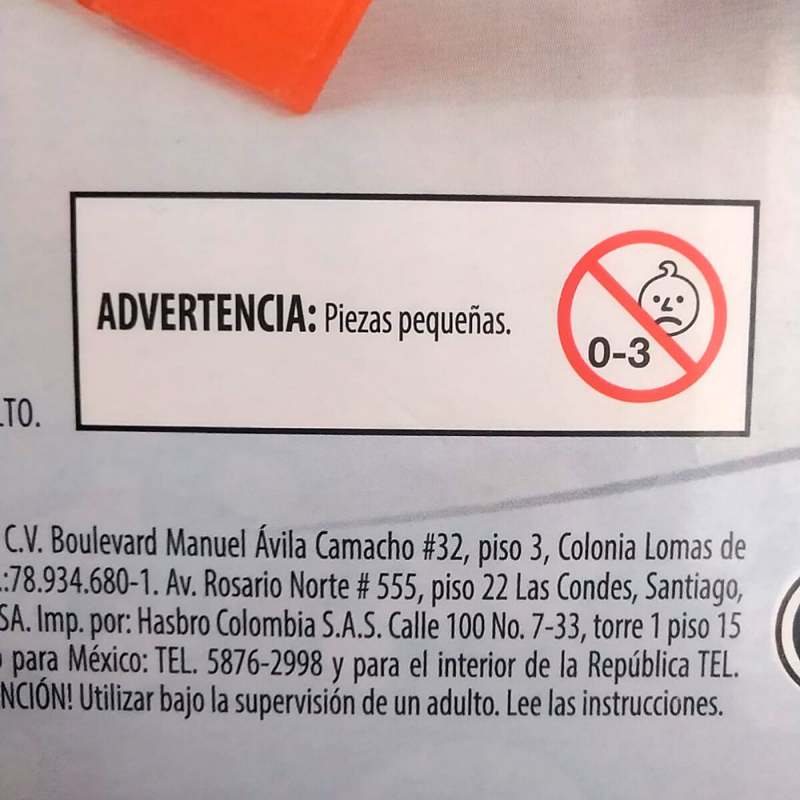 ADVERTENCIA: Piezas pequeñas.
0-3
LTO.
C.V. Boulevard Manuel Ávila Camacho #32, piso 3, Colonia Lomas de
.:78.934.680-1. Av. Rosario Norte # 555, piso 22 Las Condes, Santiago,
SA. Imp. por: Hasbro Colombia S.A.S. Calle 100 No. 7-33, torre 1 piso 15
para México: TEL. 5876-2998 y para el interior de la República TEL.
NCIÓN! Utilizar bajo la supervisión de un adulto. Lee las instrucciones.